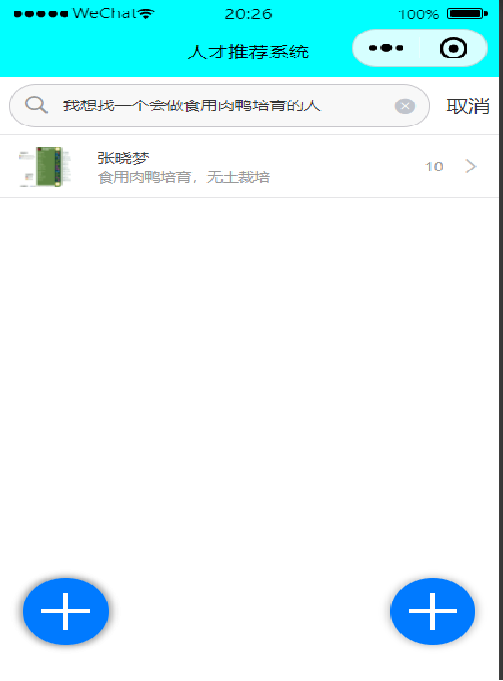 WeChat 20:26 100%
人才推荐系统
我想找一个会做食用肉鸭培育的人 取消
张晓梦
食用肉鸭培育，无土栽培
10